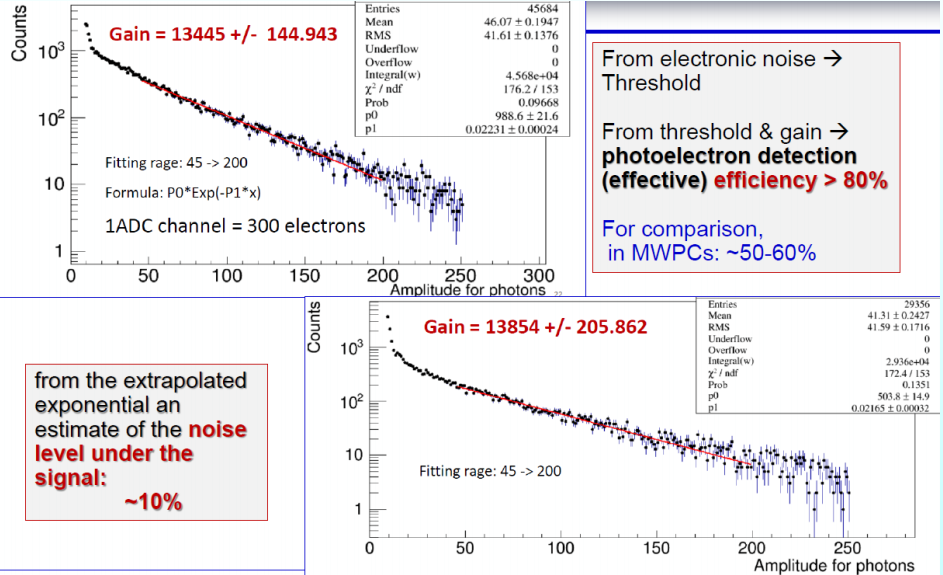 Counts
Gain = 13445 +/- 144.943
Entries 45684
Mean 46.07 ± 0.1947
RMS 41.61 ± 0.1376
Underflow 0
Overflow 0
Integral(w) 4.568e+04
χ² / ndf 176.2 / 153
Prob 0.09668
p0 988.6 ± 21.6
p1 0.02231 ± 0.00024
10³
10²
10
1
Fitting rage: 45 -> 200
Formula: P0*Exp(-P1*x)
1ADC channel = 300 electrons
0 50 100 150 200 250 300
Amplitude for photons
22
From electronic noise →
Threshold
From threshold & gain →
photoelectron detection
(effective) efficiency > 80%
For comparison,
in MWPCs: ~50-60%
from the extrapolated
exponential an
estimate of the noise
level under the
signal:
~10%
Counts
Gain = 13854 +/- 205.862
Entries 29356
Mean 41.31 ± 0.2427
RMS 41.59 ± 0.1716
Underflow 0
Overflow 0
Integral(w) 2.936e+04
χ² / ndf 172.4 / 153
Prob 0.1351
p0 503.8 ± 14.9
p1 0.02165 ± 0.00032
10³
10²
10
1
Fitting rage: 45 -> 200
0 50 100 150 200 250
Amplitude for photons